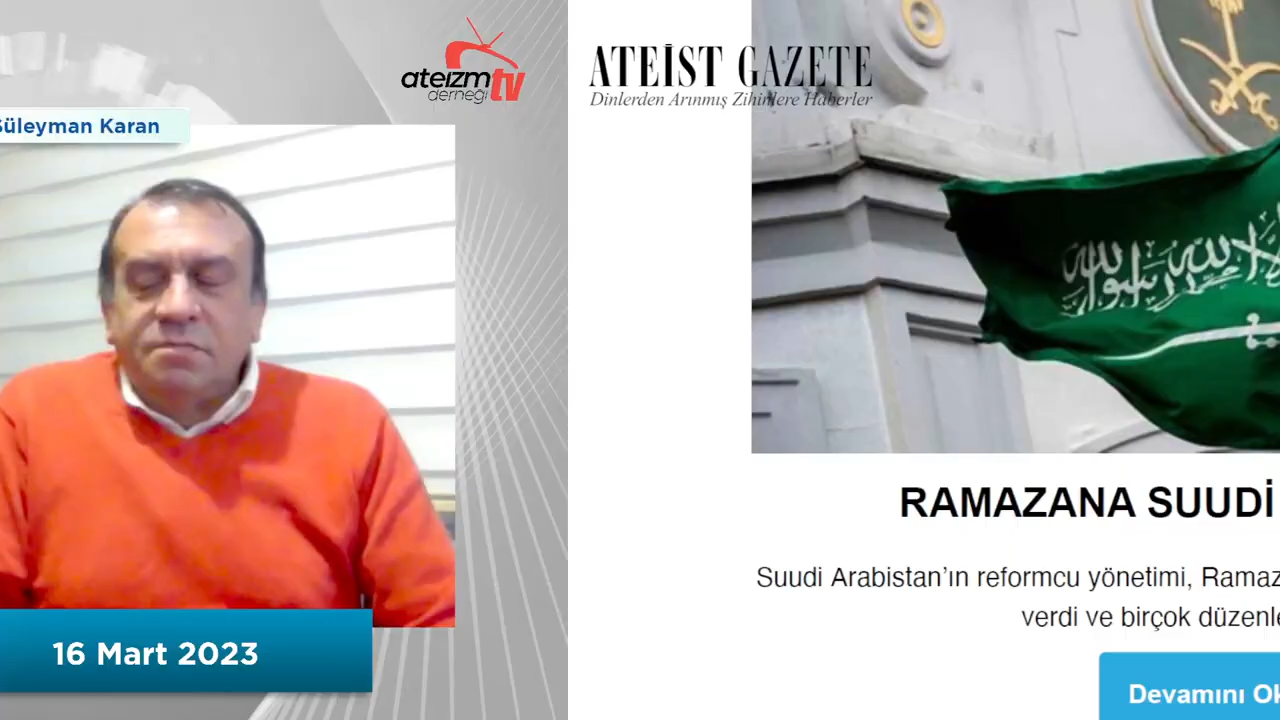 Süleyman Karan
ateizm tv
derneği
ATEİST GAZETE
Dinlerden Arınmış Zihinlere Haberler
RAMAZANA SUUDİ
Suudi Arabistan’ın reformcu yönetimi, Ramaz
verdi ve birçok düzenle
Devamını Ok
16 Mart 2023